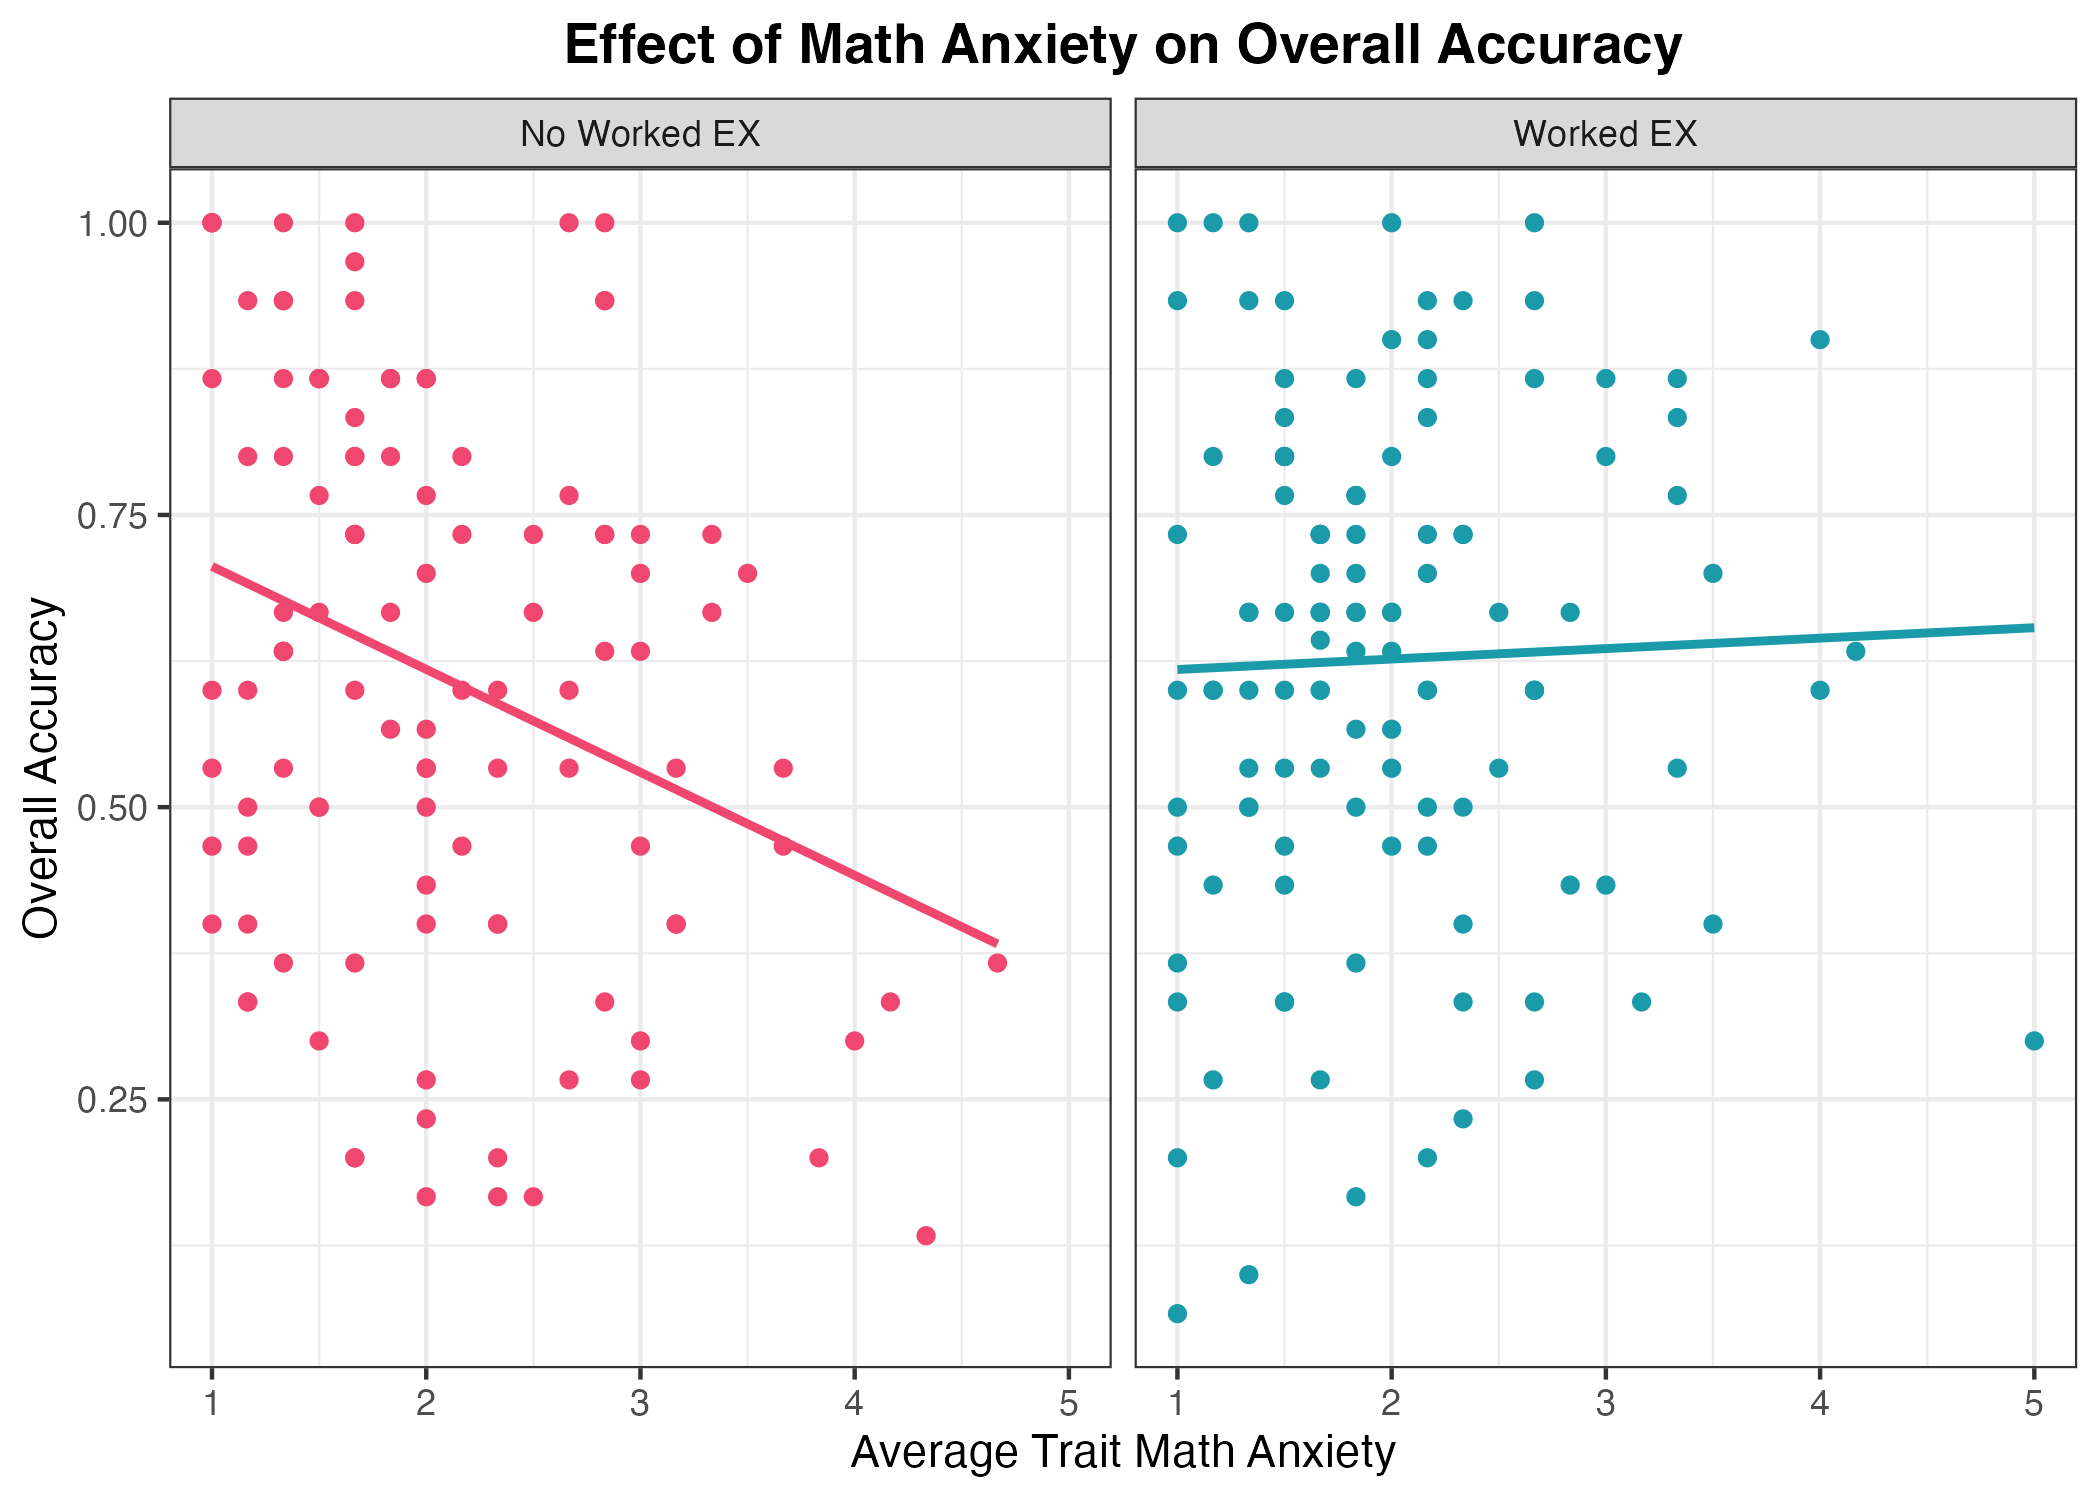 Effect of Math Anxiety on Overall Accuracy
No Worked EX
Worked EX
1.00
0.75
0.50
0.25
Overall Accuracy
1 2 3 4 5
1 2 3 4 5
Average Trait Math Anxiety